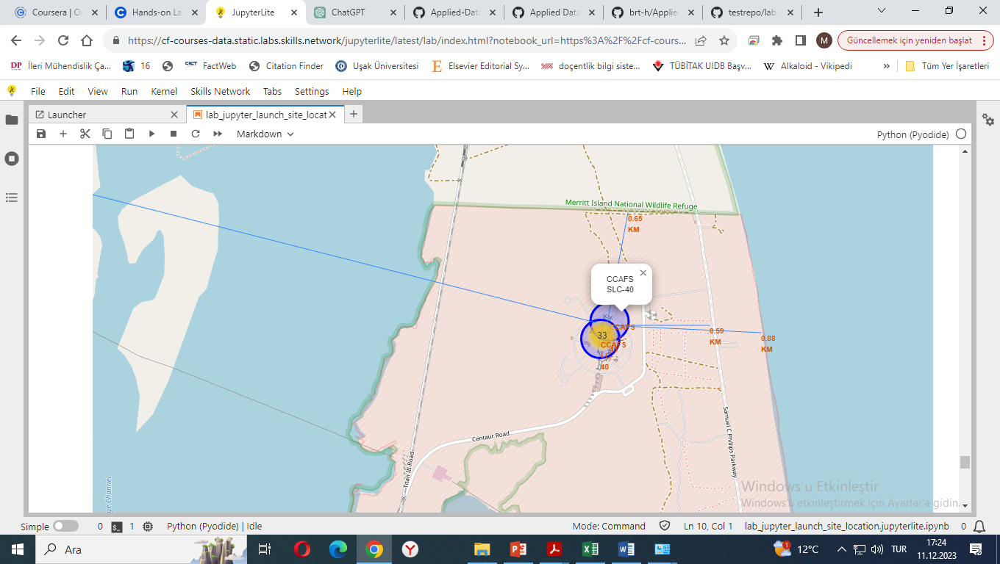 Coursera | O
Hands-on La
JupyterLite
ChatGPT
Applied-Dat
Applied Data
brt-h/Applie
testrepo/lab_
https://cf-courses-data.static.labs.skills.network/jupyterlite/latest/lab/index.html?notebook_url=https%3A%2F%2Fcf-cours...
M
Güncellemek için yeniden başlat
DP İleri Mühendislik Ça...
16
CACT FactWeb
Citation Finder
Uşak Üniversitesi
E Elsevier Editorial Sy...
doçentlik bilgi siste...
TÜBİTAK UIDB Başv...
W Alkaloid - Vikipedi
»
Tüm Yer İşaretleri
File Edit View Run Kernel Skills Network Tabs Settings Help
Launcher
lab_jupyter_launch_site_locat
Markdown
Python (Pyodide)
Merritt Island National Wildlife Refuge
0.65
KM
CCAFS
SLC-40
CCAFS
33
0.59
KM
0.88
KM
CCAFS
40
40
Samuel C Phillips Parkway
Centaur Road
Titan III Road
ge Channel
Windows'u Etkinleştir
Windows'u etkinleştirmek için Ayarlar'a gidin.
Simple
0
1
Python (Pyodide) | Idle
Mode: Command
Ln 10, Col 1
lab_jupyter_launch_site_location.jupyterlite.ipynb
0
Ara
1
12°C
TUR
17:24
11.12.2023